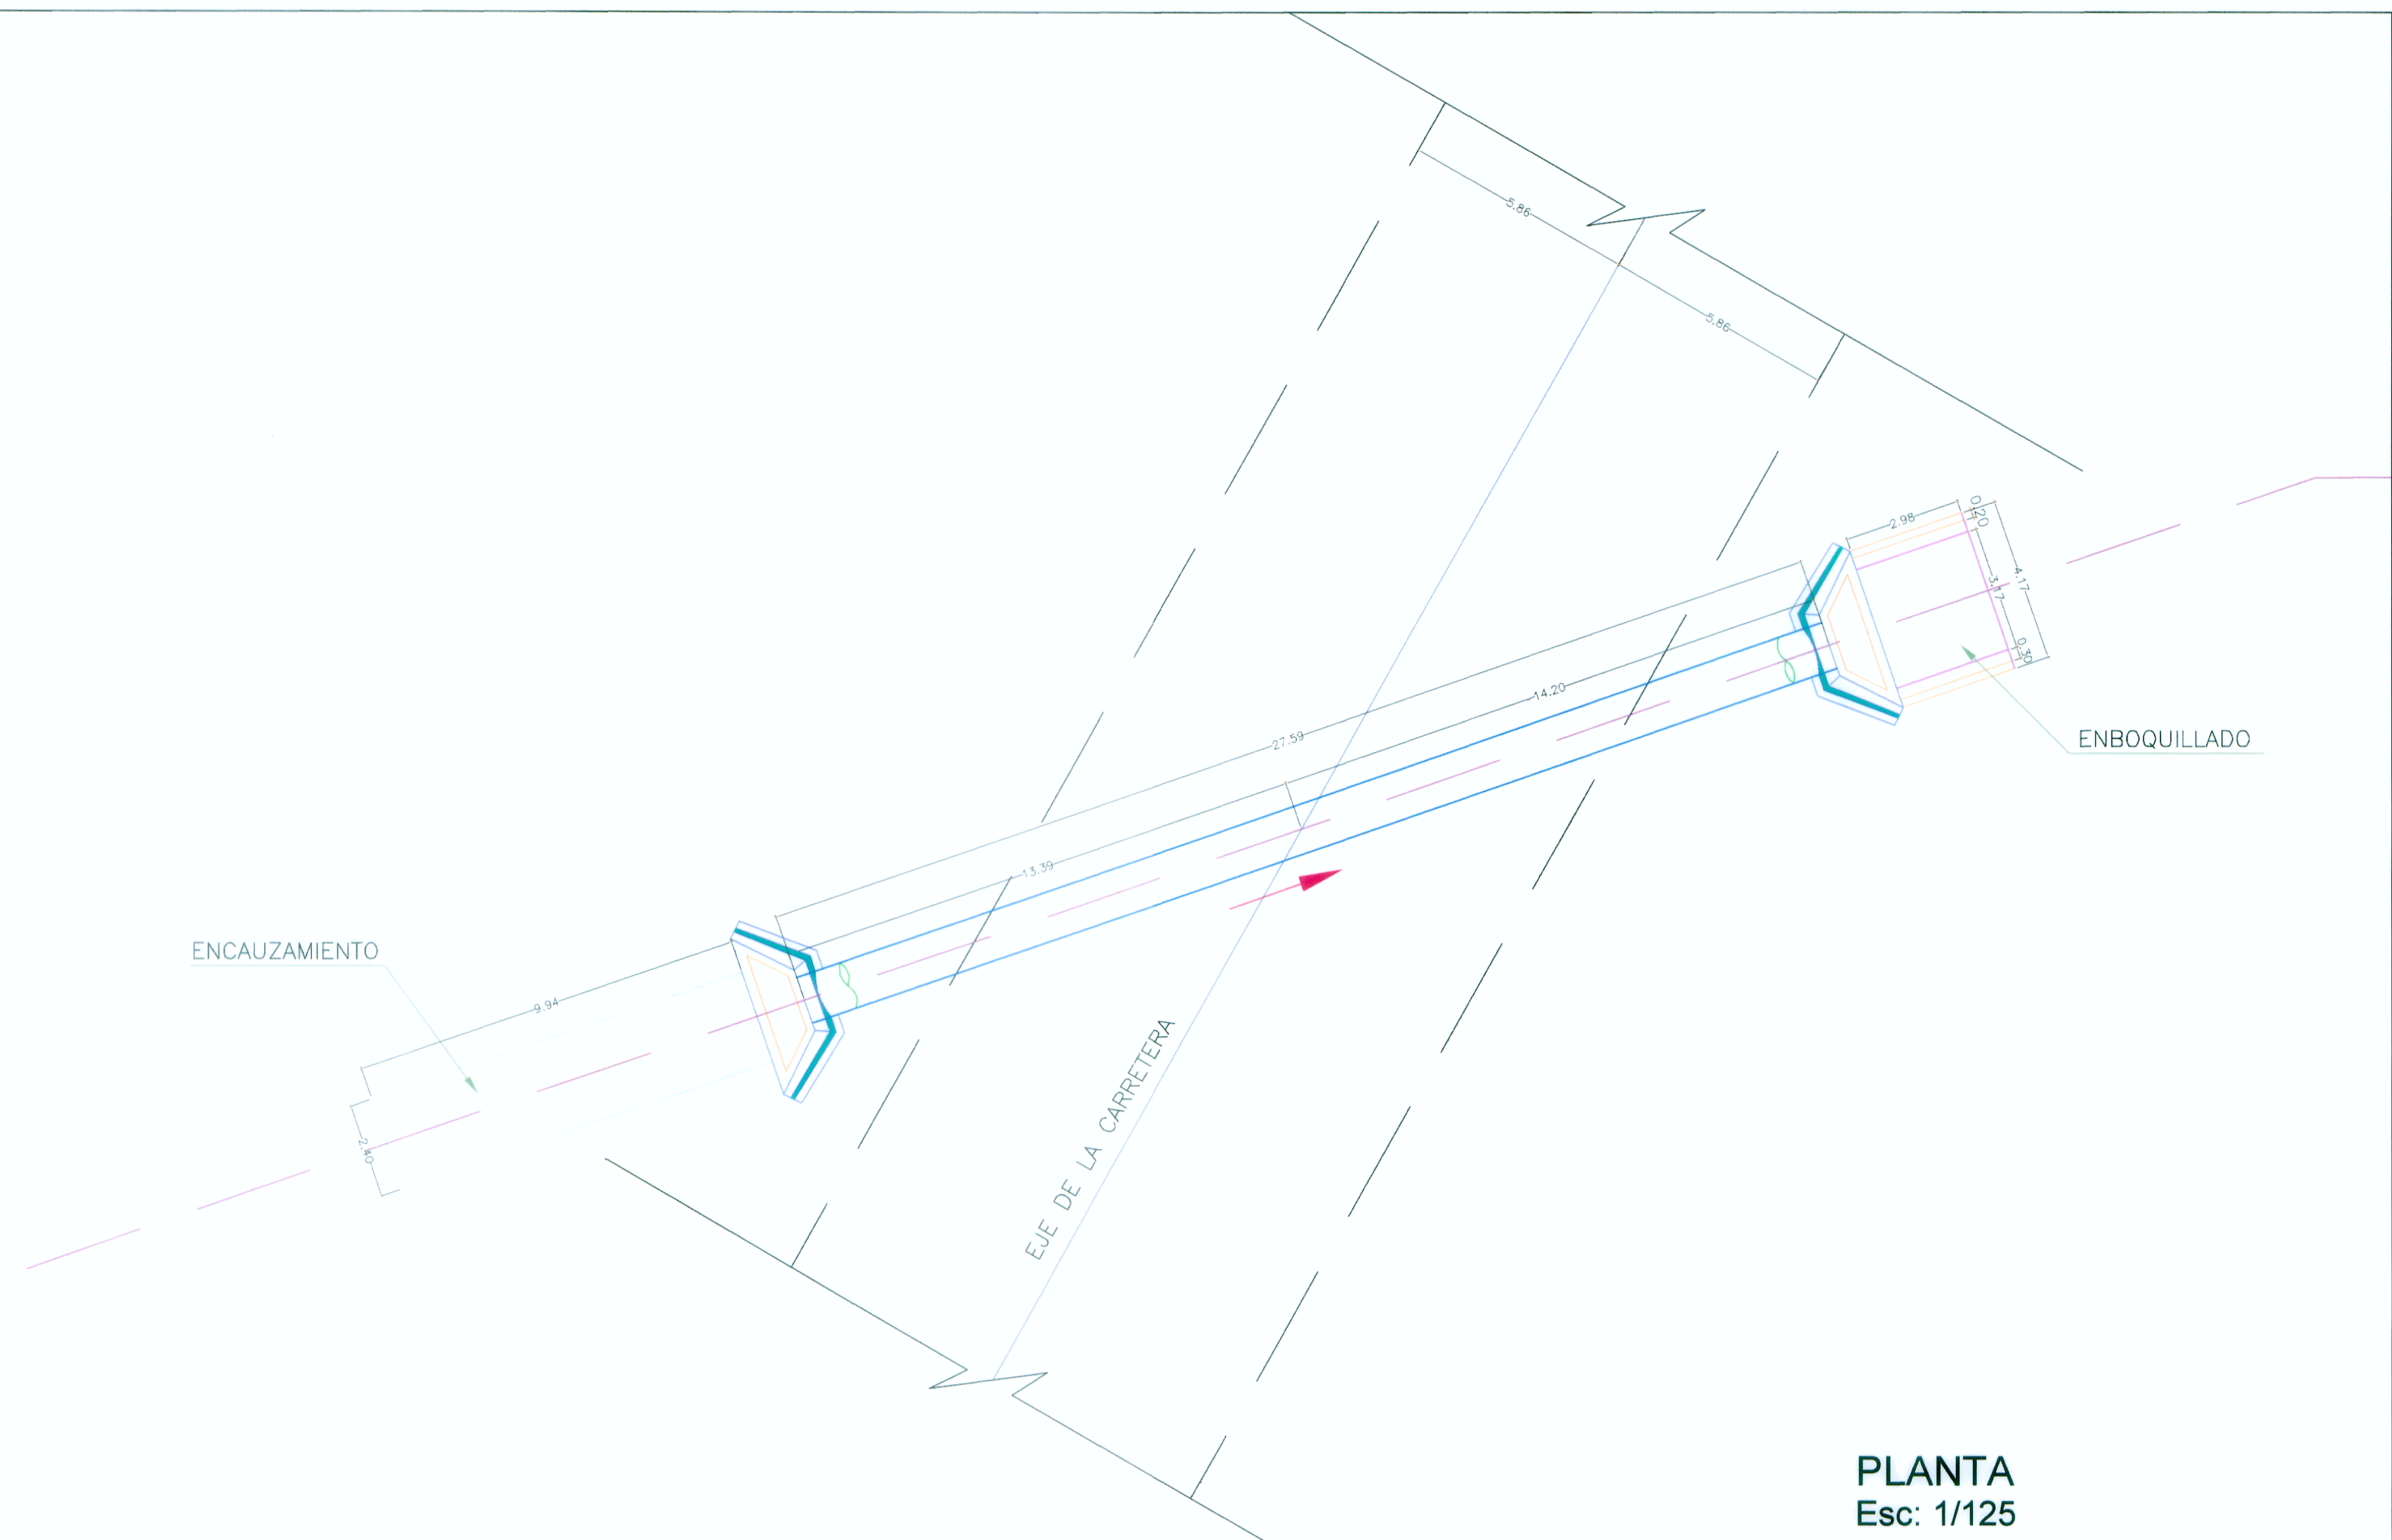 5.86
5.86
2.98
0.20
4.17
3.17
0.30
14.20
ENBOQUILLADO
27.59
13.39
ENCAUZAMIENTO
9.94
2.40
EJE DE LA CARRETERA
PLANTA
Esc: 1/125